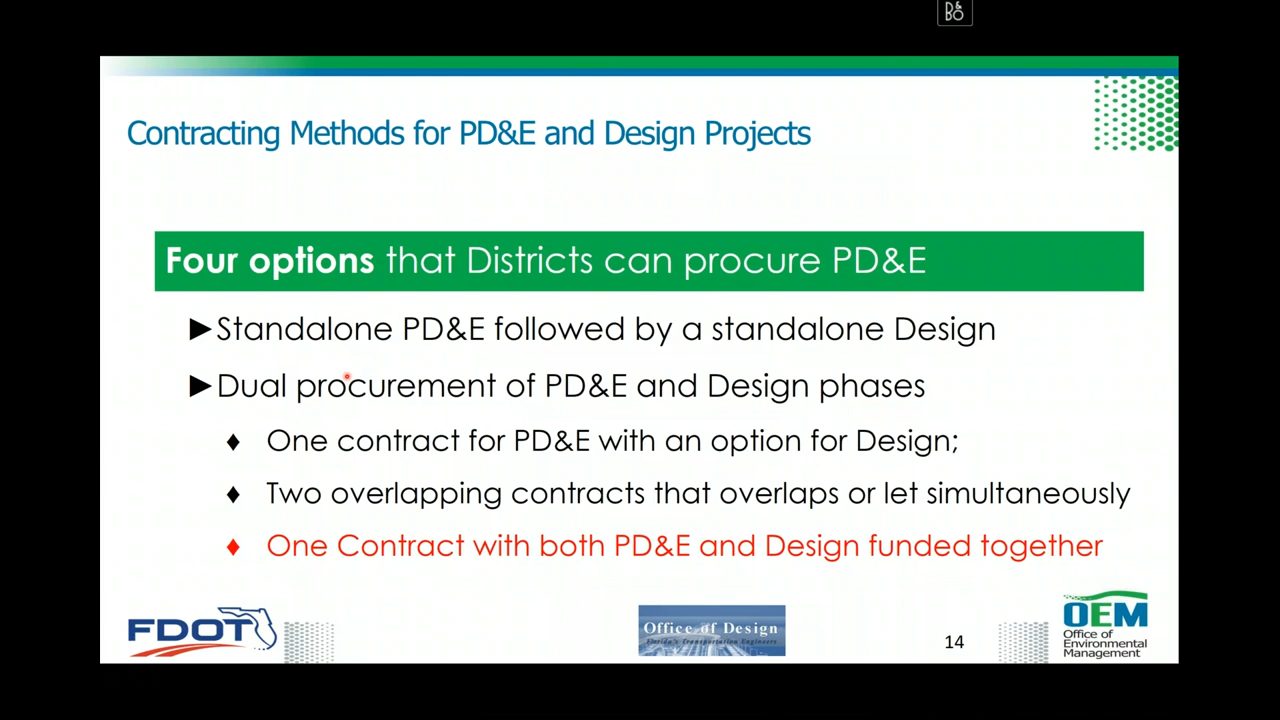 B&O
Contracting Methods for PD&E and Design Projects
Four options that Districts can procure PD&E
►Standalone PD&E followed by a standalone Design
►Dual procurement of PD&E and Design phases
♦ One contract for PD&E with an option for Design;
♦ Two overlapping contracts that overlaps or let simultaneously
♦ One Contract with both PD&E and Design funded together
FDOT
Office of Design
Florida's Transportation Engineers
14
OEM
Office of
Environmental
Management